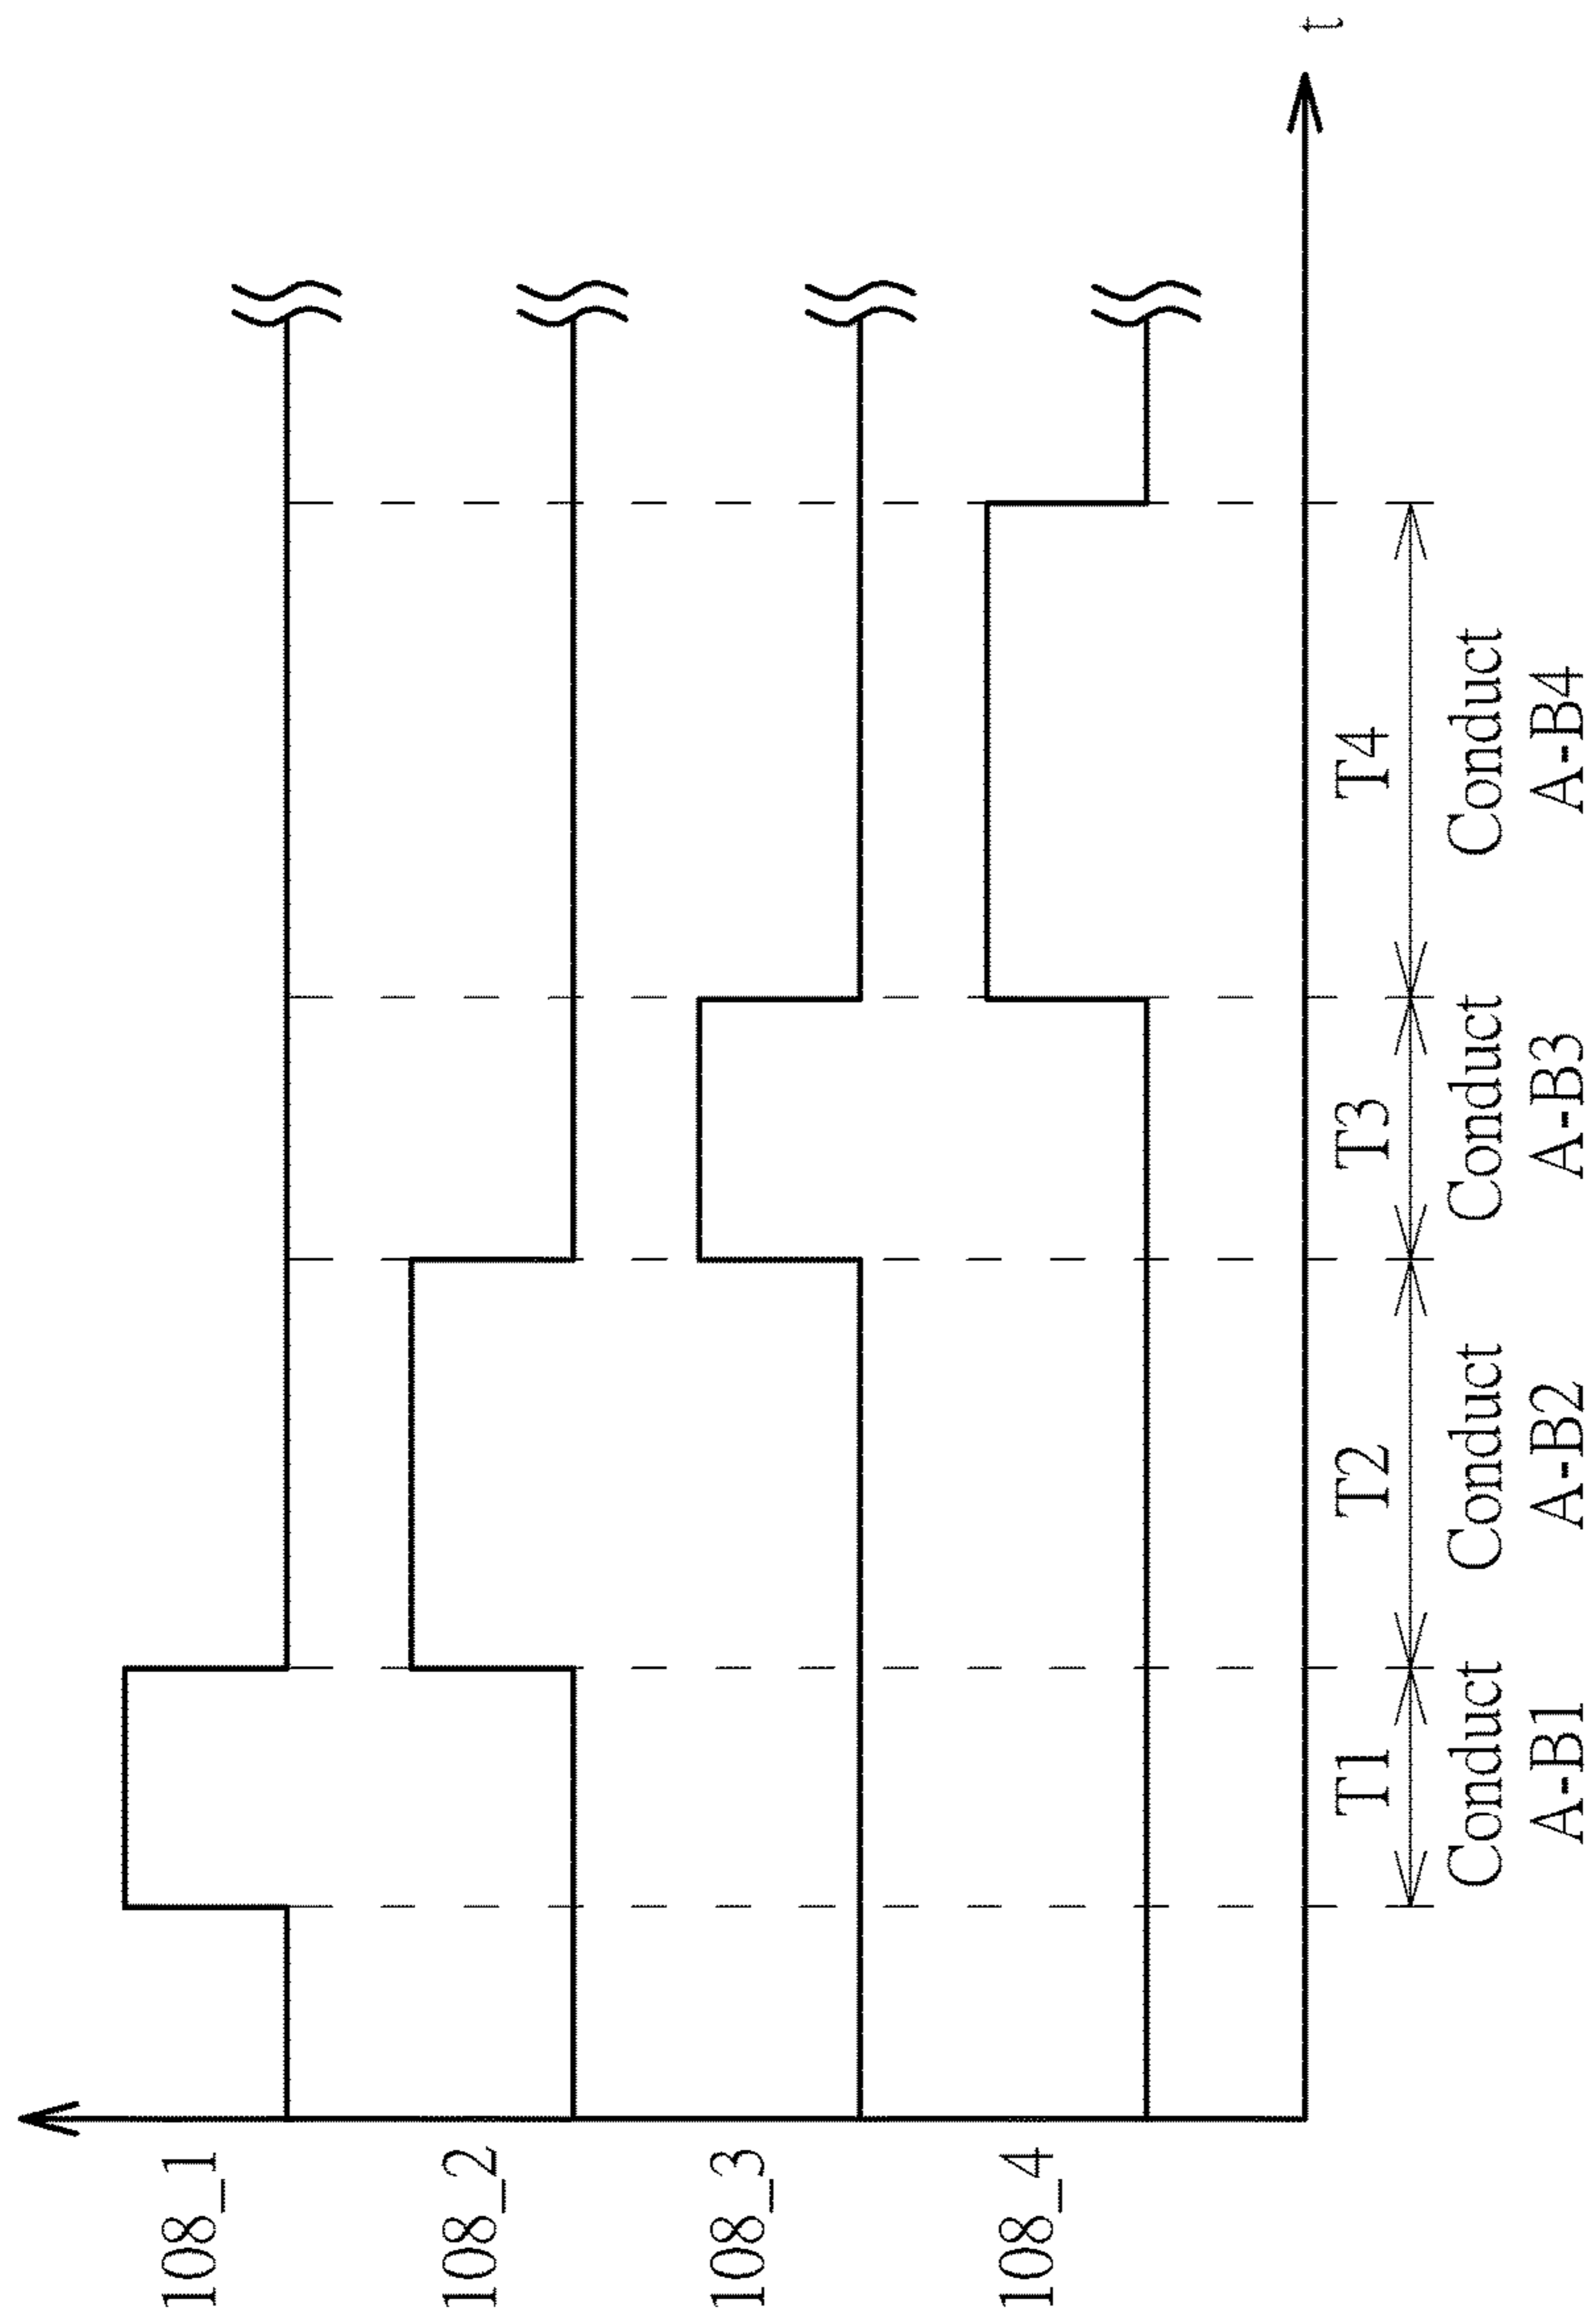 108_1
108_2
108_3
108_4
t
T1
T2
T3
T4
Conduct
A-B1
Conduct
A-B2
Conduct
A-B3
Conduct
A-B4